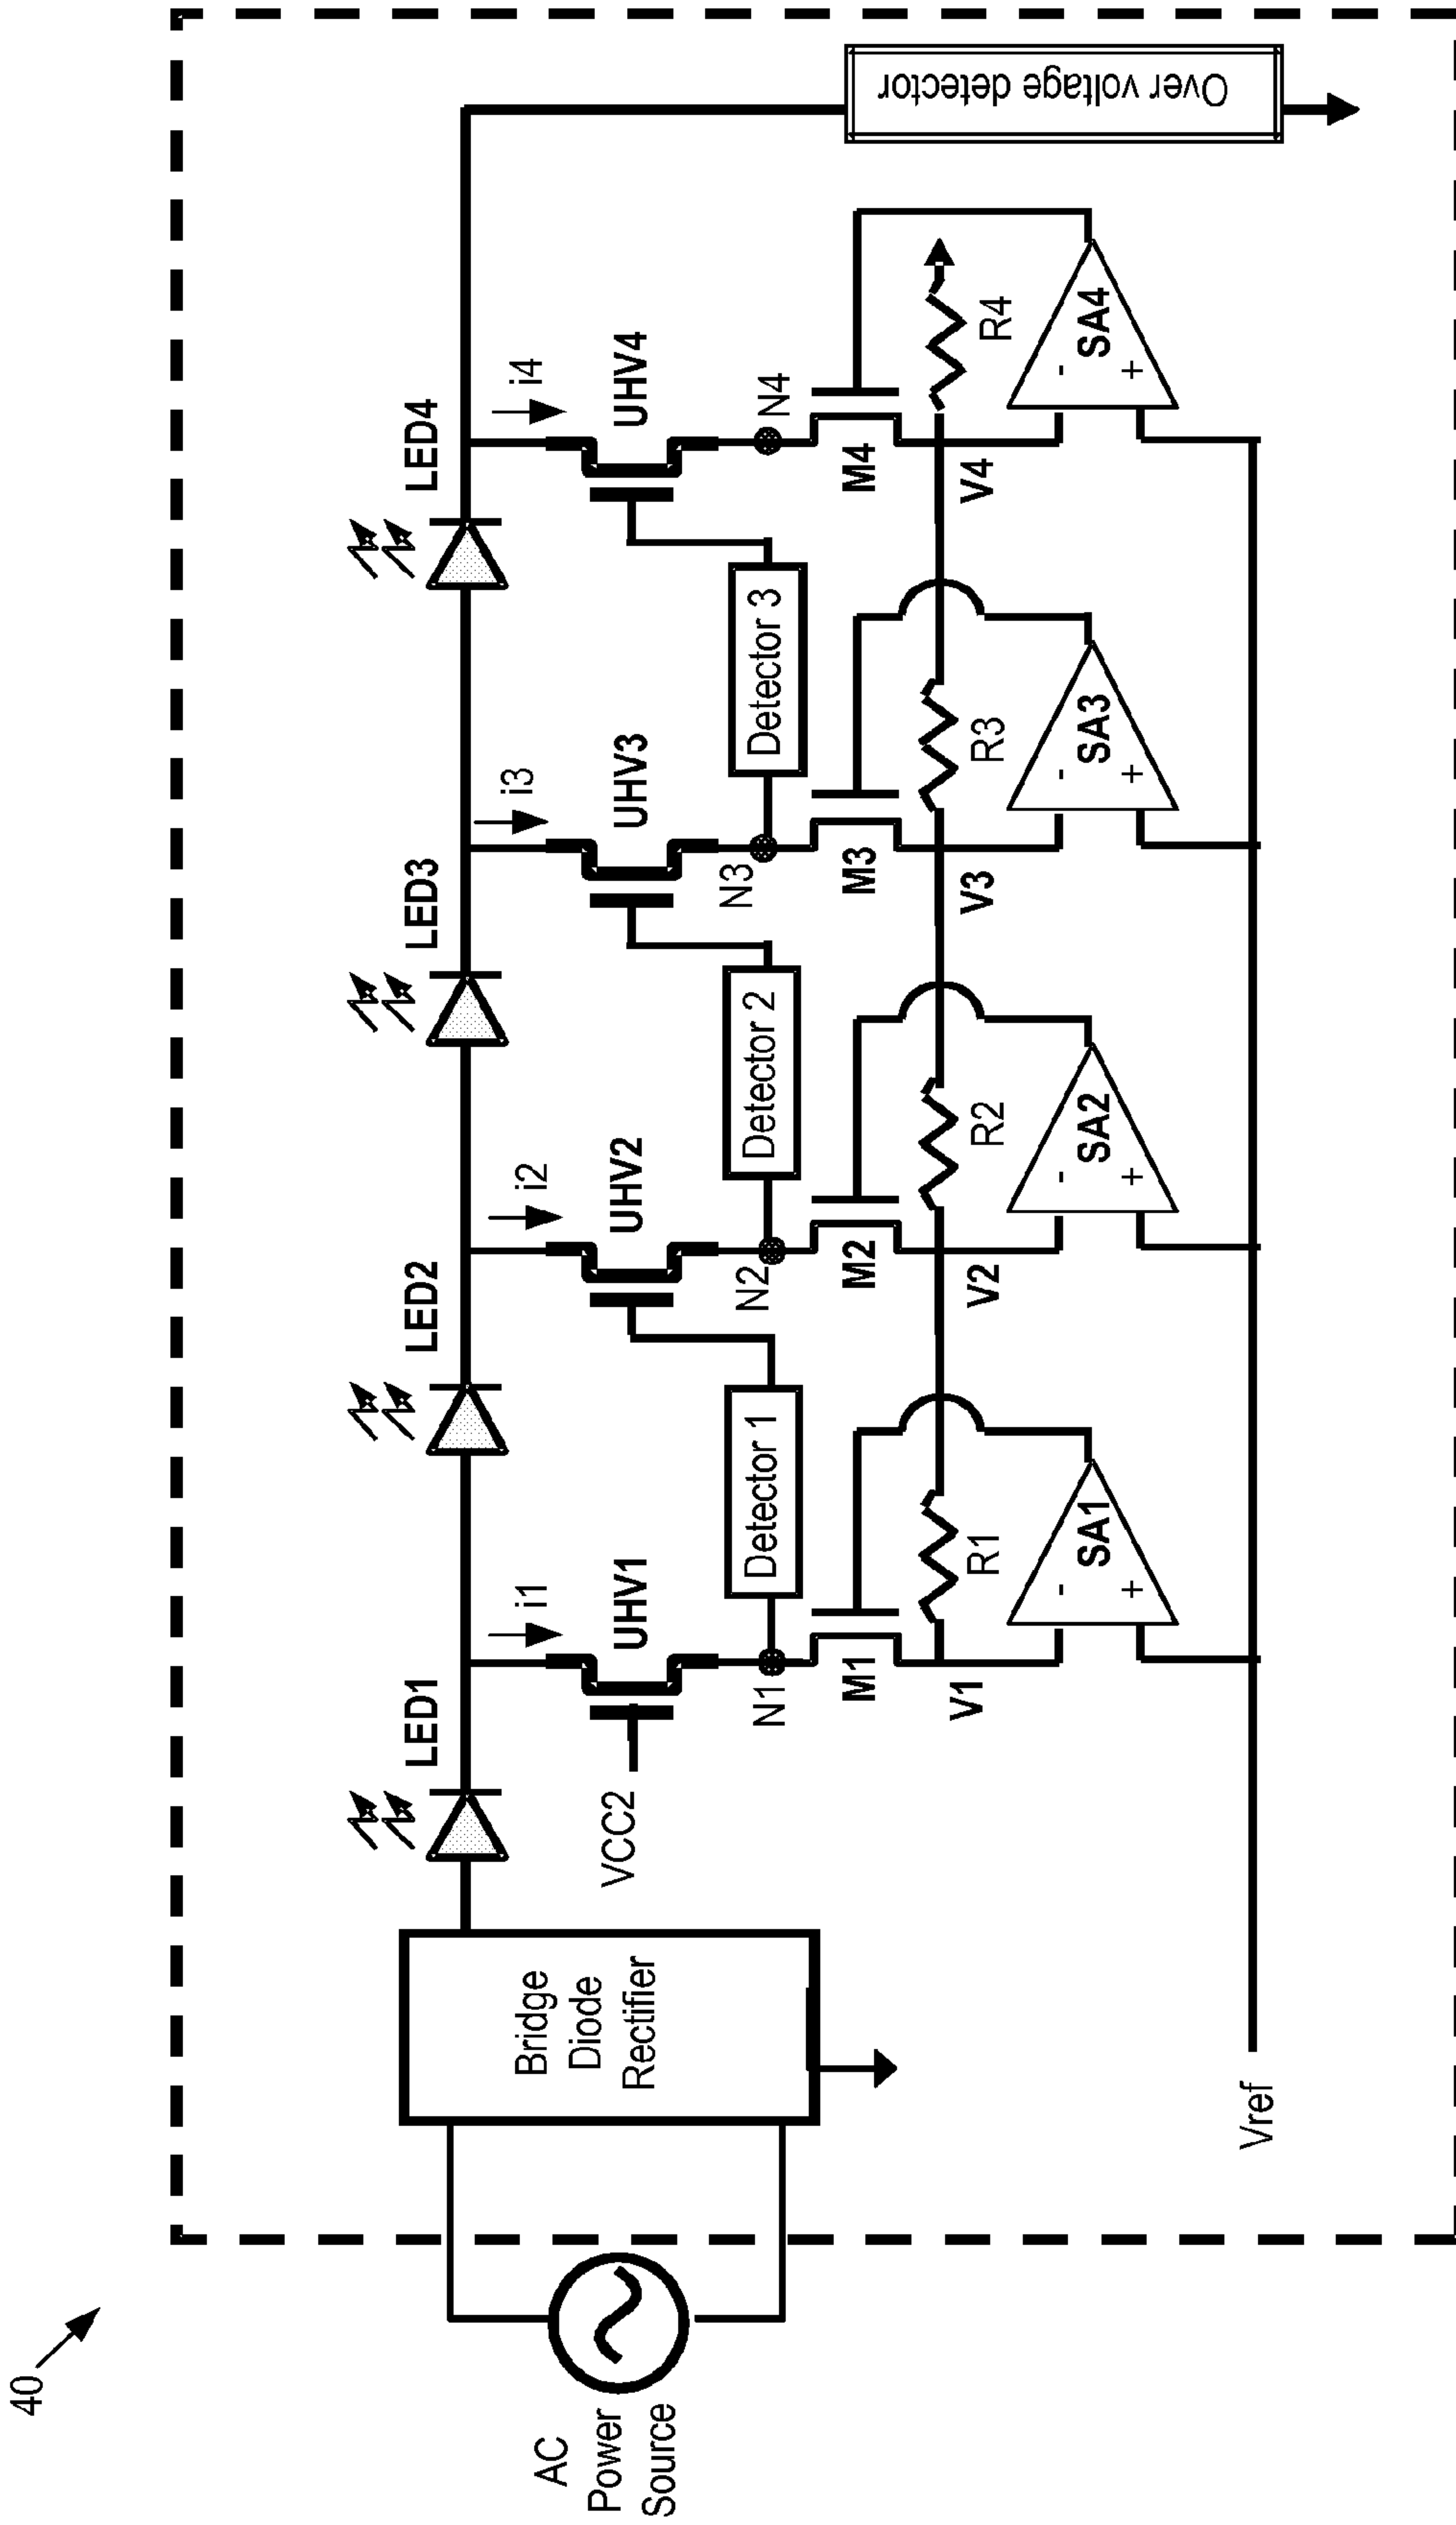 40
AC
Power
Source
Bridge
Diode
Rectifier
LED1
LED2
LED3
LED4
i1
i2
i3
i4
VCC2
UHV1
UHV2
UHV3
UHV4
N1
Detector 1
N2
Detector 2
N3
Detector 3
N4
M1
M2
M3
M4
V1
R1
V2
R2
V3
R3
V4
R4
SA1
- +
SA2
- +
SA3
- +
SA4
- +
Vref
Over voltage detector